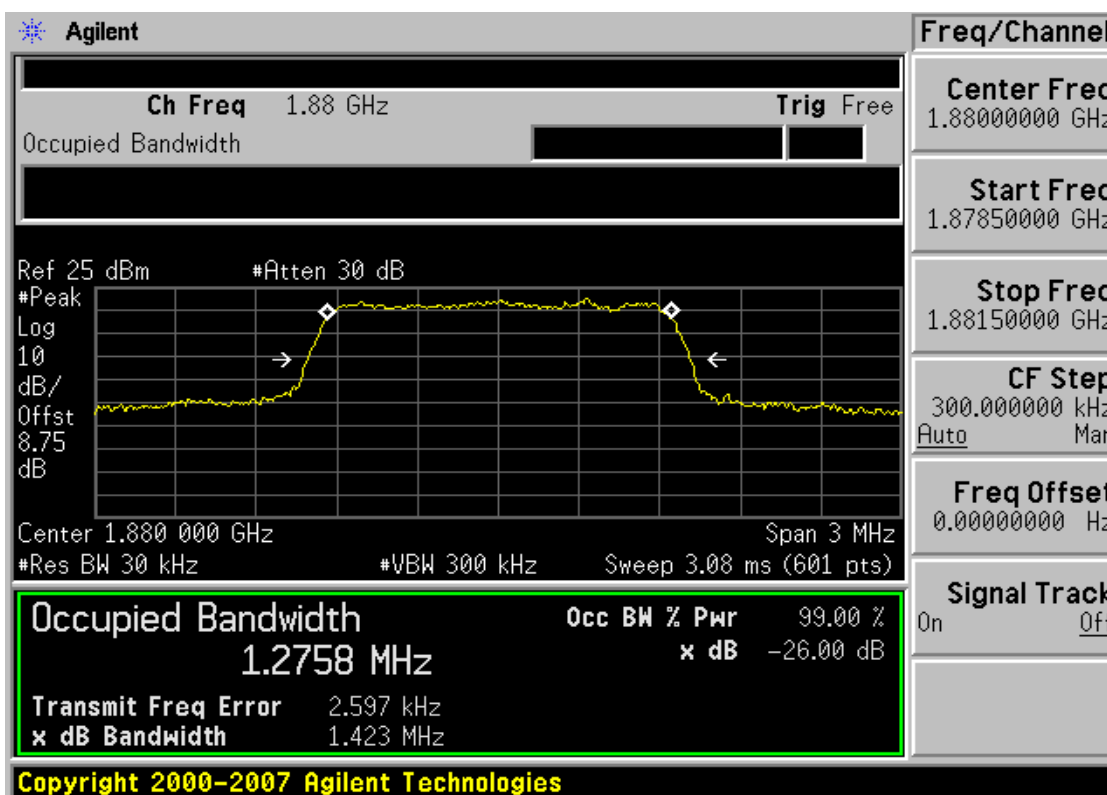 Agilent
Freq/Channel
Ch Freq 1.88 GHz Trig Free
Occupied Bandwidth
Center Freq
1.88000000 GHz
Start Freq
1.87850000 GHz
Stop Freq
1.88150000 GHz
CF Step
300.000000 kHz
Auto Man
Freq Offset
0.00000000 Hz
Signal Track
On Off
Ref 25 dBm #Atten 30 dB
#Peak
Log
10
dB/
Offst
8.75
dB
Center 1.880 000 GHz Span 3 MHz
#Res BW 30 kHz #VBW 300 kHz Sweep 3.08 ms (601 pts)
Occupied Bandwidth
1.2758 MHz
Occ BW % Pwr 99.00 %
x dB -26.00 dB
Transmit Freq Error 2.597 kHz
x dB Bandwidth 1.423 MHz
Copyright 2000-2007 Agilent Technologies